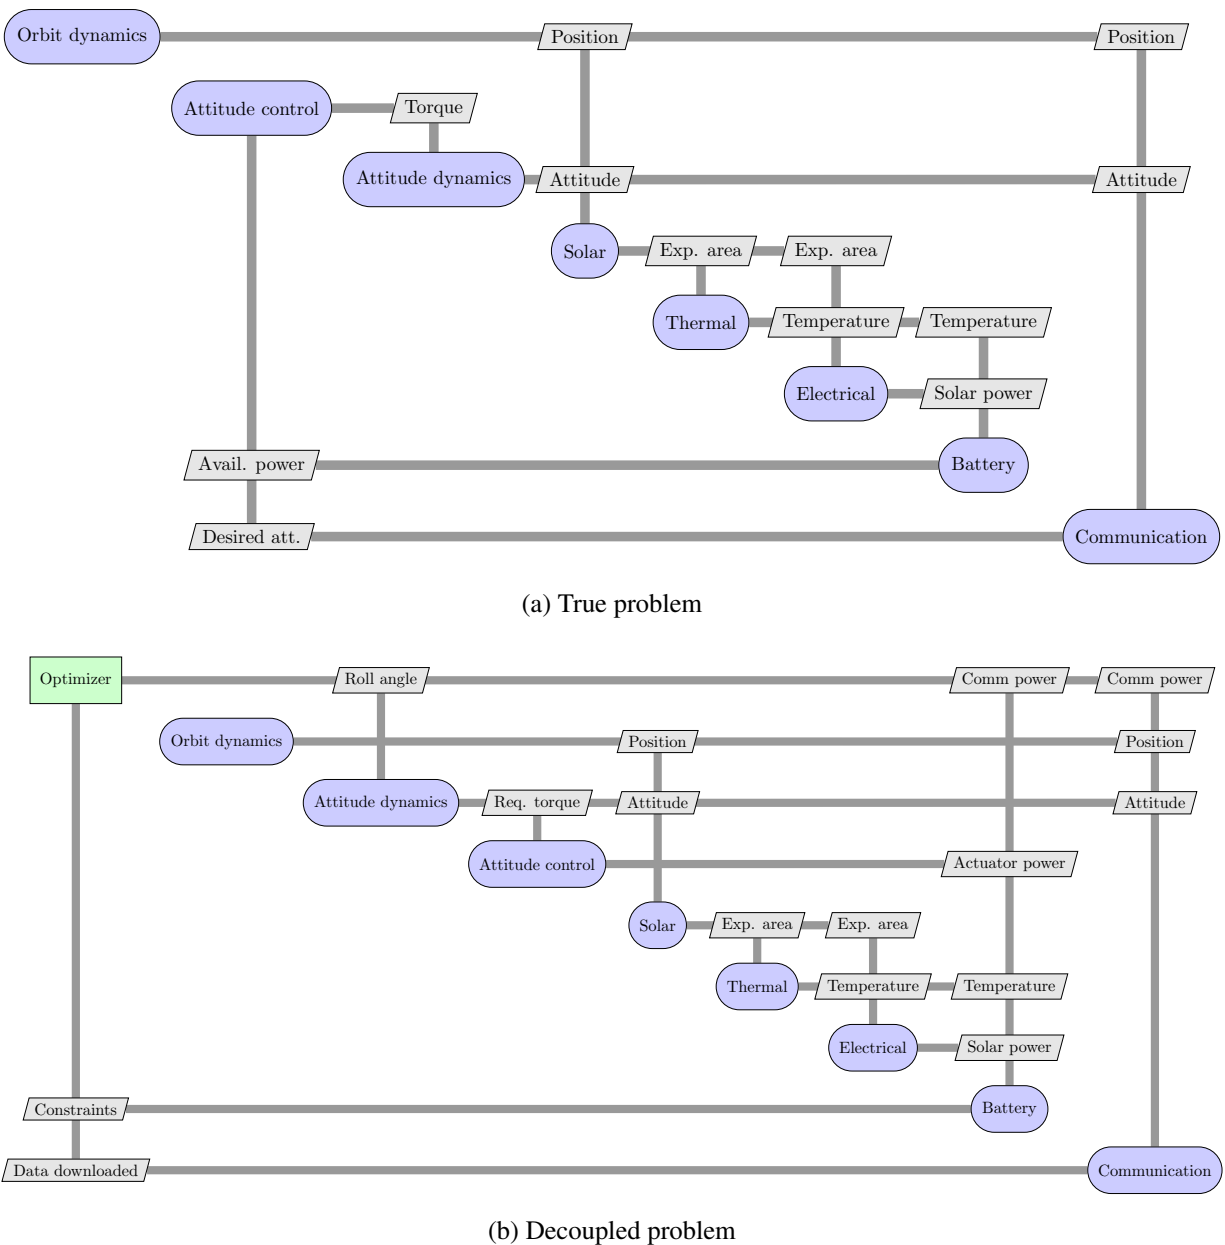 Orbit dynamics Position Position
Attitude control Torque
Attitude dynamics Attitude Attitude
Solar Exp. area Exp. area
Thermal Temperature Temperature
Electrical Solar power
Avail. power Battery
Desired att. Communication
(a) True problem
Optimizer Roll angle Comm power Comm power
Orbit dynamics Position Position
Attitude dynamics Req. torque Attitude Attitude
Attitude control Actuator power
Solar Exp. area Exp. area
Thermal Temperature Temperature
Electrical Solar power
Constraints Battery
Data downloaded Communication
(b) Decoupled problem